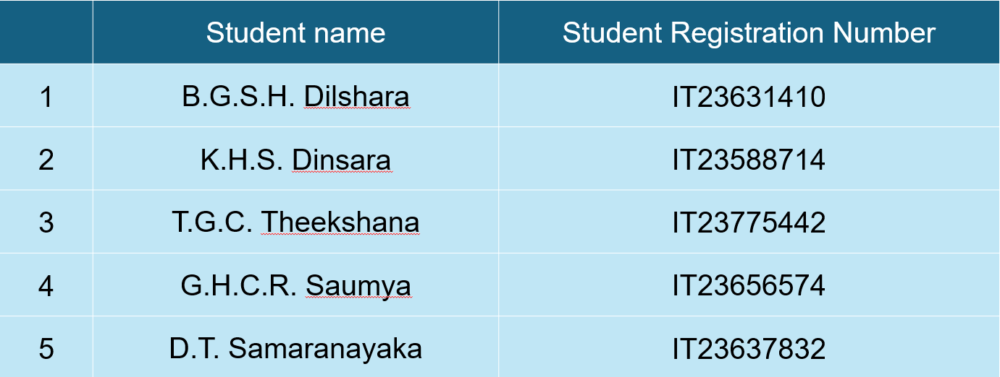 Student name Student Registration Number
1 B.G.S.H. Dilshara IT23631410
2 K.H.S. Dinsara IT23588714
3 T.G.C. Theekshana IT23775442
4 G.H.C.R. Saumya IT23656574
5 D.T. Samaranayaka IT23637832